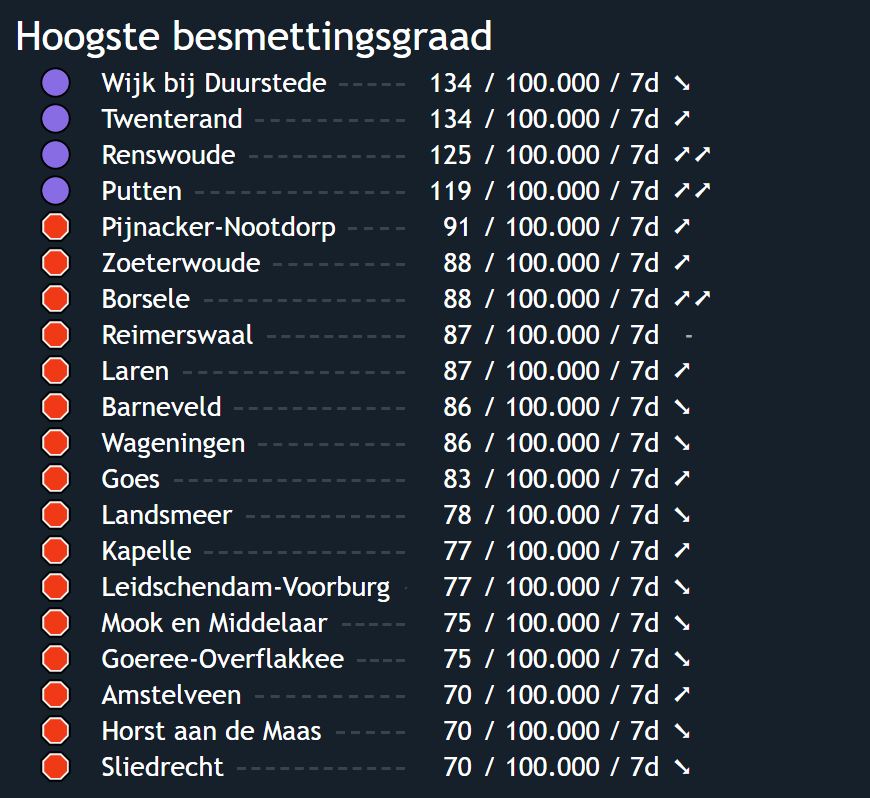 Hoogste besmettingsgraad
Wijk bij Duurstede ----- 134 / 100.000 / 7d ➘
Twenterand ----------- 134 / 100.000 / 7d ➚
Renswoude ----------- 125 / 100.000 / 7d ➚➚
Putten --------------- 119 / 100.000 / 7d ➚➚
Pijnacker-Nootdorp ---- 91 / 100.000 / 7d ➚
Zoeterwoude ---------- 88 / 100.000 / 7d ➚
Borsele --------------- 88 / 100.000 / 7d ➚➚
Reimerswaal ---------- 87 / 100.000 / 7d -
Laren ---------------- 87 / 100.000 / 7d ➚
Barneveld ------------ 86 / 100.000 / 7d ➘
Wageningen ---------- 86 / 100.000 / 7d ➘
Goes ----------------- 83 / 100.000 / 7d ➚
Landsmeer ----------- 78 / 100.000 / 7d ➘
Kapelle -------------- 77 / 100.000 / 7d ➚
Leidschendam-Voorburg - 77 / 100.000 / 7d ➘
Mook en Middelaar ----- 75 / 100.000 / 7d ➘
Goeree-Overflakkee ---- 75 / 100.000 / 7d ➘
Amstelveen ----------- 70 / 100.000 / 7d ➚
Horst aan de Maas ----- 70 / 100.000 / 7d ➘
Sliedrecht ------------ 70 / 100.000 / 7d ➘